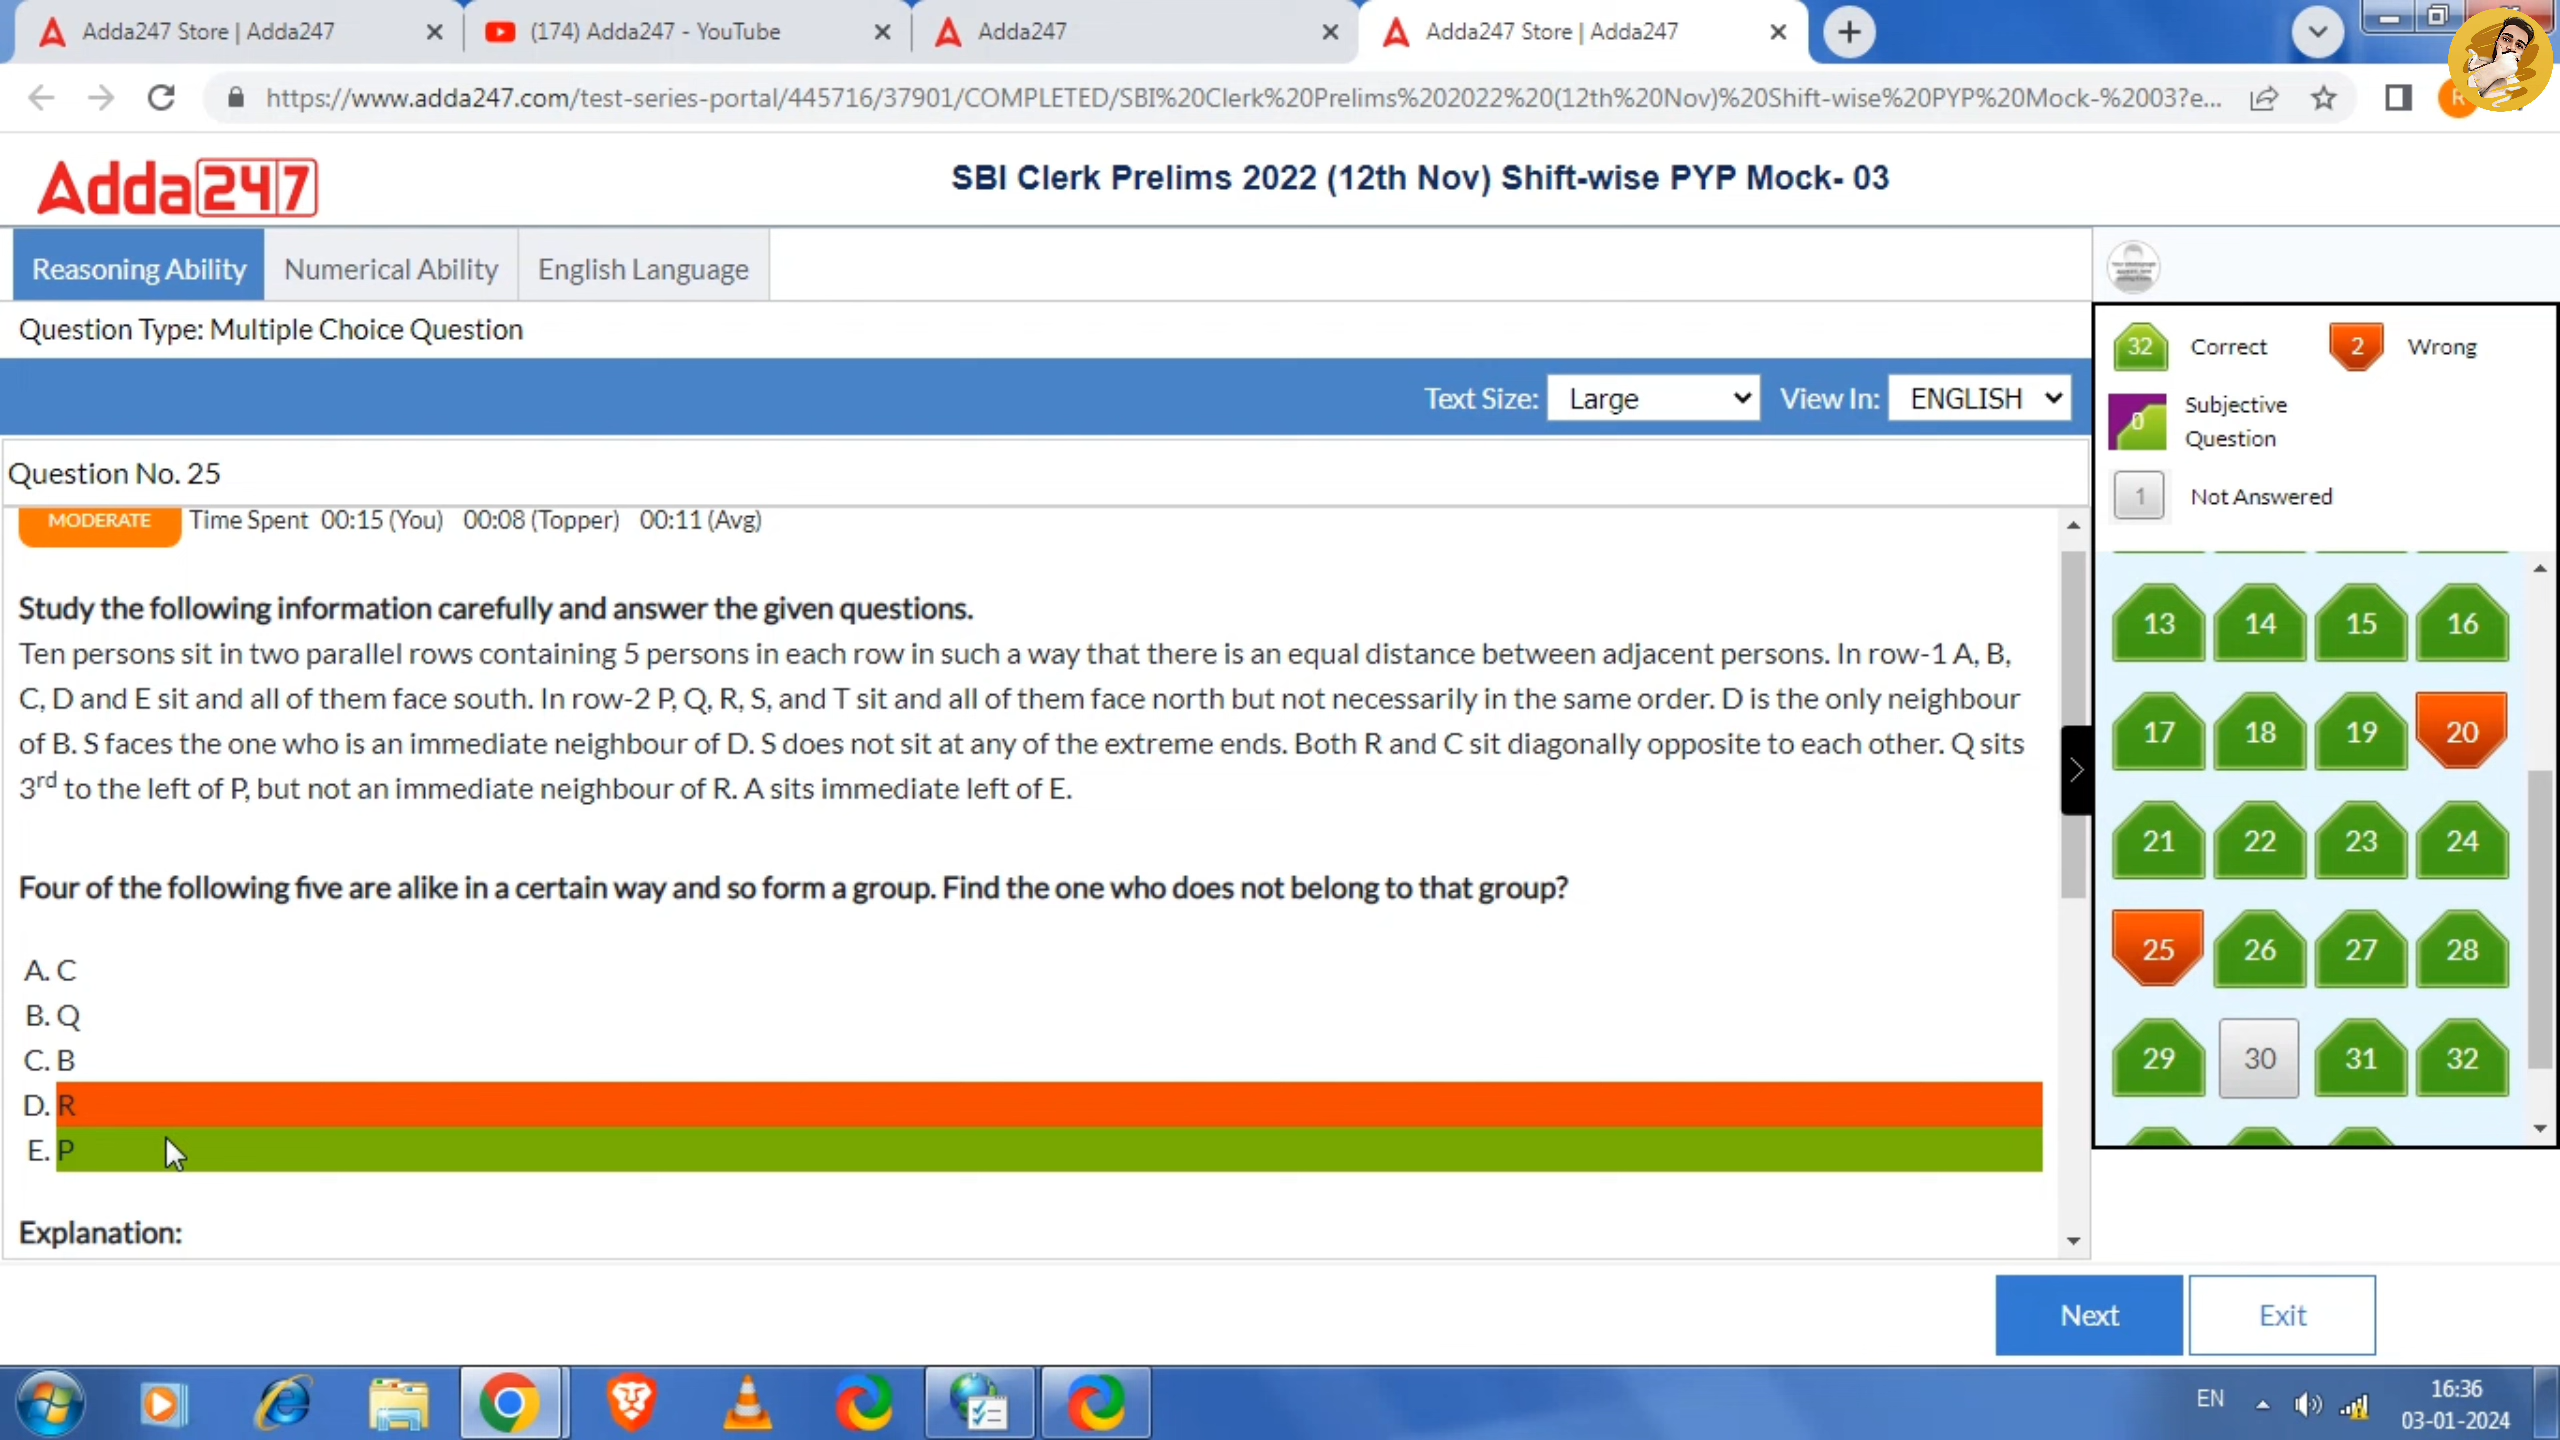 Adda247 Store | Adda247
(174) Adda247 - YouTube
Adda247
Adda247 Store | Adda247
https://www.adda247.com/test-series-portal/445716/37901/COMPLETED/SBI%20Clerk%20Prelims%202022%20(12th%20Nov)%20Shift-wise%20PYP%20Mock-%2003?e...
Adda247
SBI Clerk Prelims 2022 (12th Nov) Shift-wise PYP Mock- 03
Reasoning Ability
Numerical Ability
English Language
Question Type: Multiple Choice Question
32 Correct
2 Wrong
Text Size: Large
View In: ENGLISH
0 Subjective
Question
Question No. 25
1 Not Answered
MODERATE
Time Spent 00:15 (You) 00:08 (Topper) 00:11 (Avg)
Study the following information carefully and answer the given questions.
Ten persons sit in two parallel rows containing 5 persons in each row in such a way that there is an equal distance between adjacent persons. In row-1 A, B,
C, D and E sit and all of them face south. In row-2 P, Q, R, S, and T sit and all of them face north but not necessarily in the same order. D is the only neighbour
of B. S faces the one who is an immediate neighbour of D. S does not sit at any of the extreme ends. Both R and C sit diagonally opposite to each other. Q sits
3rd to the left of P, but not an immediate neighbour of R. A sits immediate left of E.
Four of the following five are alike in a certain way and so form a group. Find the one who does not belong to that group?
A. C
B. Q
C. B
D. R
E. P
Explanation:
13 14 15 16
17 18 19 20
21 22 23 24
25 26 27 28
29 30 31 32
Next
Exit
EN
16:36
03-01-2024